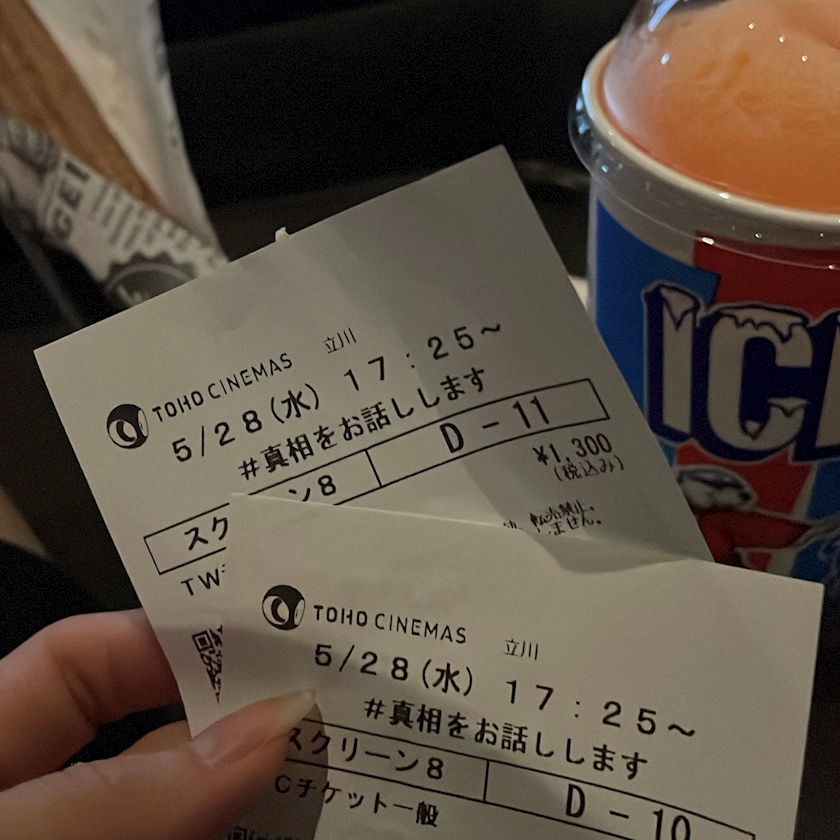 TOHO CINEMAS 立川
5/28(水) 17:25~
#真相をお話しします
D-11
¥1,300
(税込み)
TOHO CINEMAS 立川
5/28(水) 17:25~
#真相をお話しします
スクリーン8 D-10
Cチケット一般